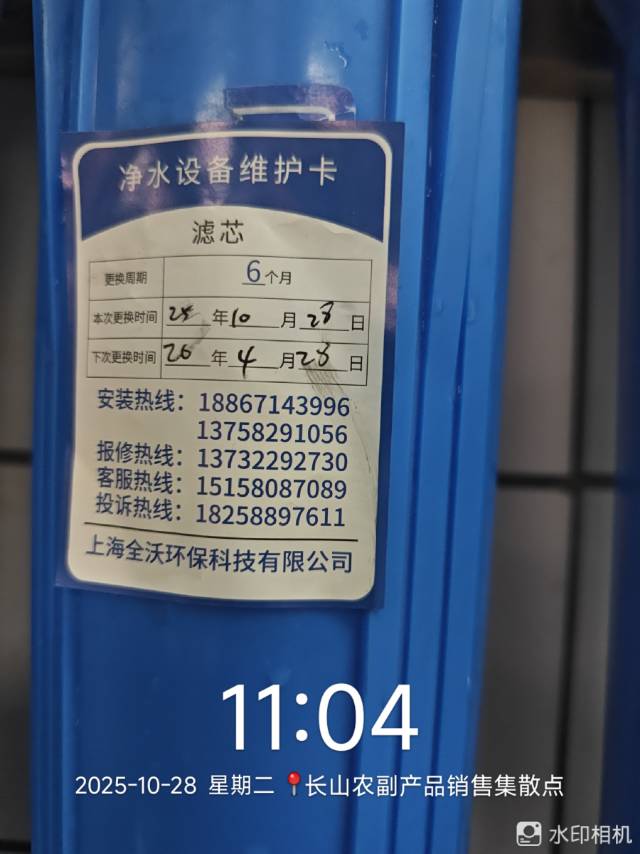 净水设备维护卡
滤芯
更换周期 6个月
本次更换时间 25年10月28日
下次更换时间 26年4月28日
安装热线：18867143996
13758291056
报修热线：13732292730
客服热线：15158087089
投诉热线：18258897611
上海全沃环保科技有限公司
11:04
2025-10-28 星期二 长山农副产品销售集散点
水印相机